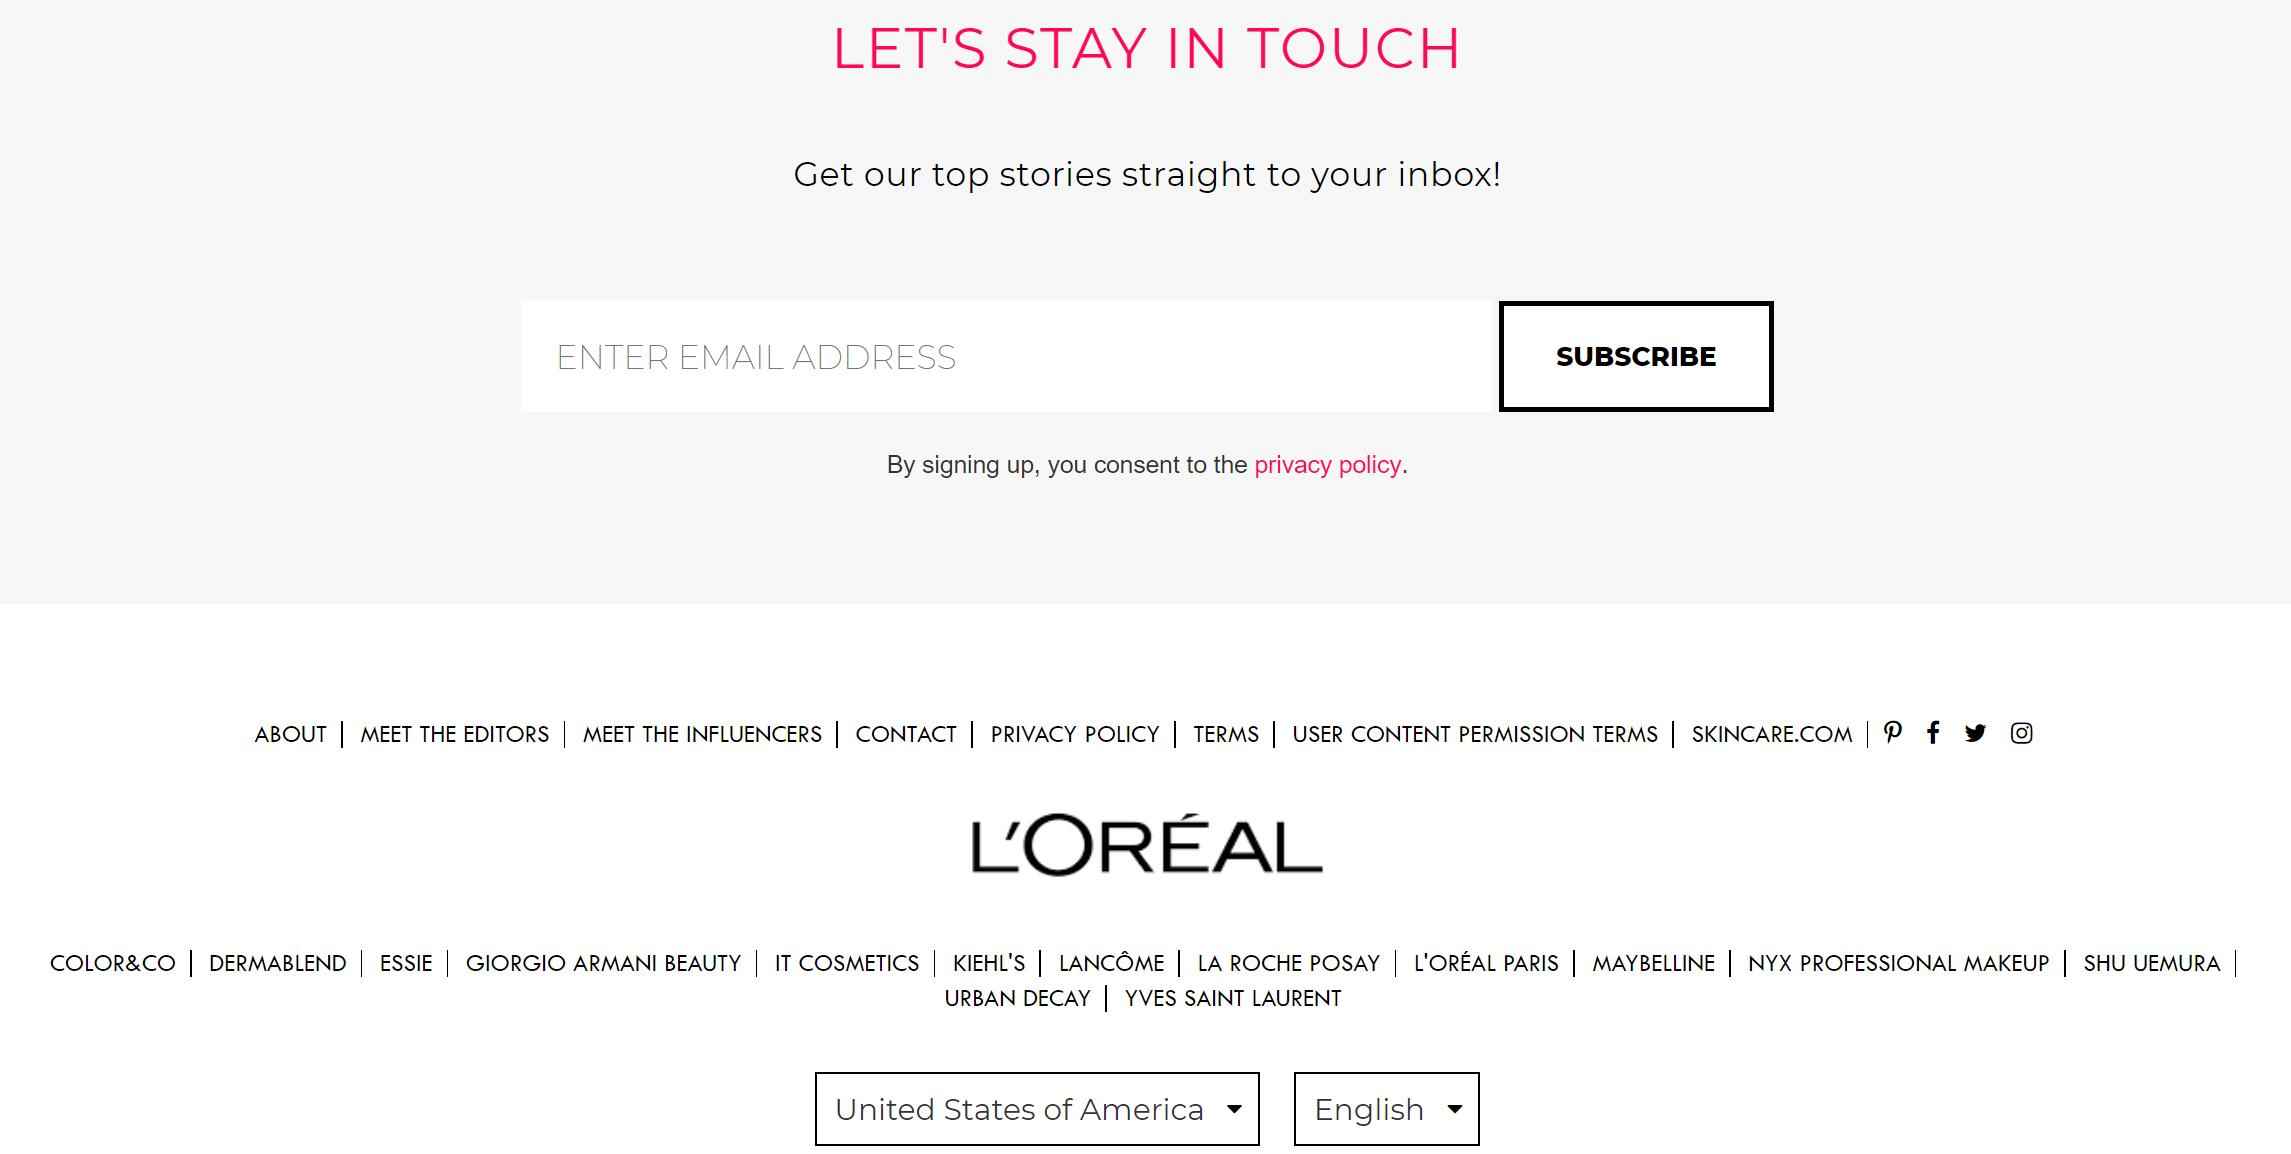 LET'S STAY IN TOUCH
Get our top stories straight to your inbox!
ENTER EMAIL ADDRESS
SUBSCRIBE
By signing up, you consent to the privacy policy.
ABOUT | MEET THE EDITORS | MEET THE INFLUENCERS | CONTACT | PRIVACY POLICY | TERMS | USER CONTENT PERMISSION TERMS | SKINCARE.COM |
L'ORÉAL
COLOR&CO | DERMABLEND | ESSIE | GIORGIO ARMANI BEAUTY | IT COSMETICS | KIEHL'S | LANCÔME | LA ROCHE POSAY | L'ORÉAL PARIS | MAYBELLINE | NYX PROFESSIONAL MAKEUP | SHU UEMURA |
URBAN DECAY | YVES SAINT LAURENT
United States of America
English